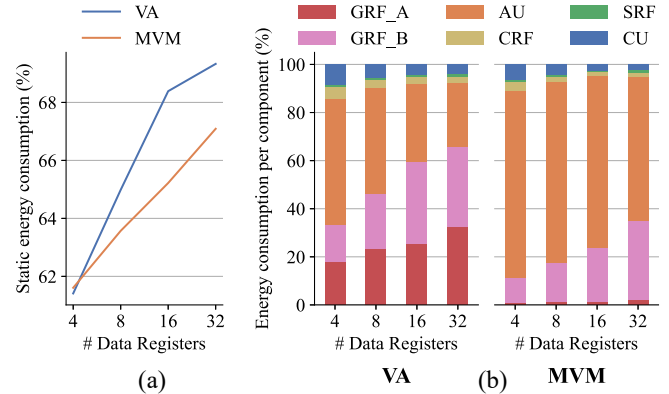 VA
MVM
Static energy consumption (%)
68
66
64
62
4 8 16 32
# Data Registers
(a)
GRF_A AU SRF
GRF_B CRF CU
Energy consumption per component (%)
100
80
60
40
20
0
4 8 16 32 4 8 16 32
# Data Registers # Data Registers
VA (b) MVM